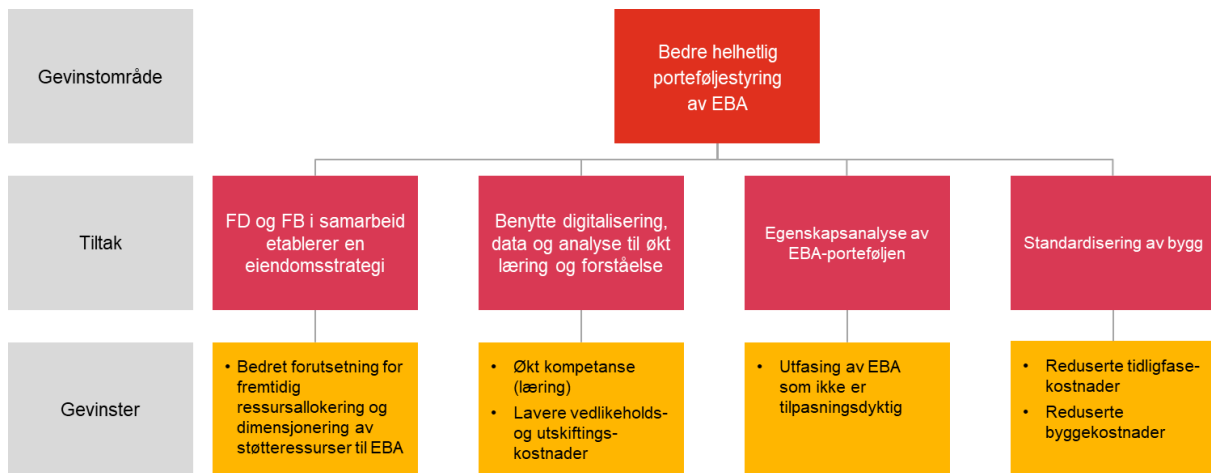 Gevinstområde
Bedre helhetlig
porteføljestyring
av EBA
Tiltak
FD og FB i samarbeid
etablerer en
eiendomsstrategi
Benytte digitalisering,
data og analyse til økt
læring og forståelse
Egenskapsanalyse av
EBA-porteføljen
Standardisering av bygg
Gevinster
• Bedret forutsetning for
fremtidig
ressursallokering og
dimensjonering av
støtteressurser til EBA
• Økt kompetanse
(læring)
• Lavere vedlikeholds-
og utskiftings-
kostnader
• Utfasing av EBA
som ikke er
tilpasningsdyktig
• Reduserte tidligfase-
kostnader
• Reduserte
byggekostnader